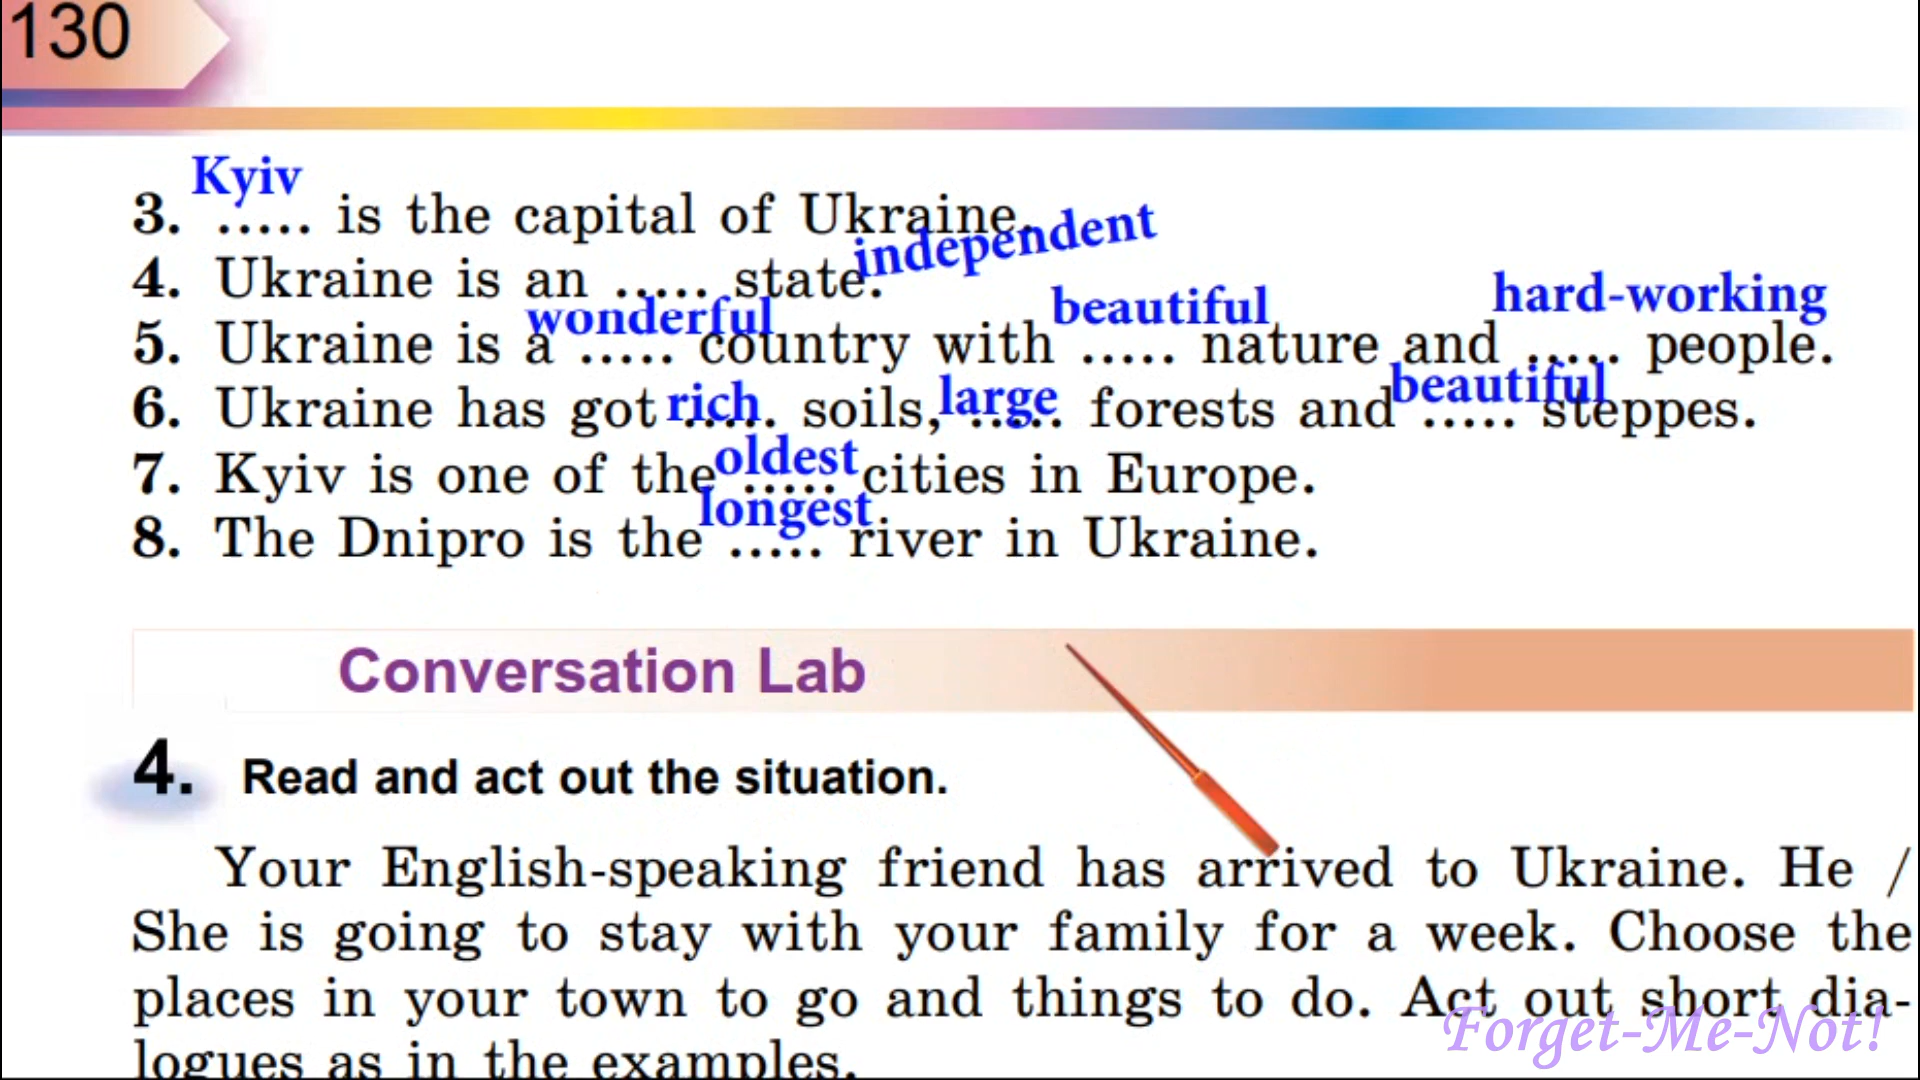 130
Kyiv
3. ..... is the capital of Ukraine.
independent
4. Ukraine is an ..... state.
wonderful beautiful hard-working
5. Ukraine is a ..... country with ..... nature and ..... people.
rich large beautiful
6. Ukraine has got ..... soils, ..... forests and ..... steppes.
oldest
7. Kyiv is one of the ..... cities in Europe.
longest
8. The Dnipro is the ..... river in Ukraine.
Conversation Lab
4. Read and act out the situation.
Your English-speaking friend has arrived to Ukraine. He /
She is going to stay with your family for a week. Choose the
places in your town to go and things to do. Act out short dia-
logues as in the examples.
Forget-Me-Not!